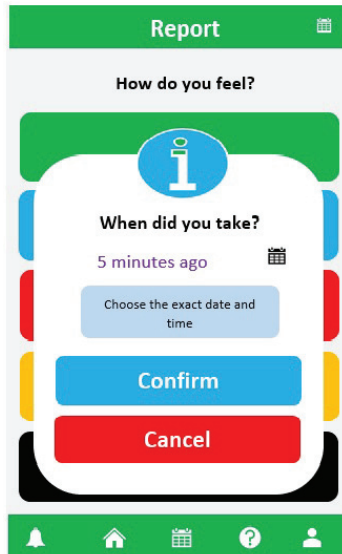 Report
How do you feel?
When did you take?
5 minutes ago
Choose the exact date and
time
Confirm
Cancel